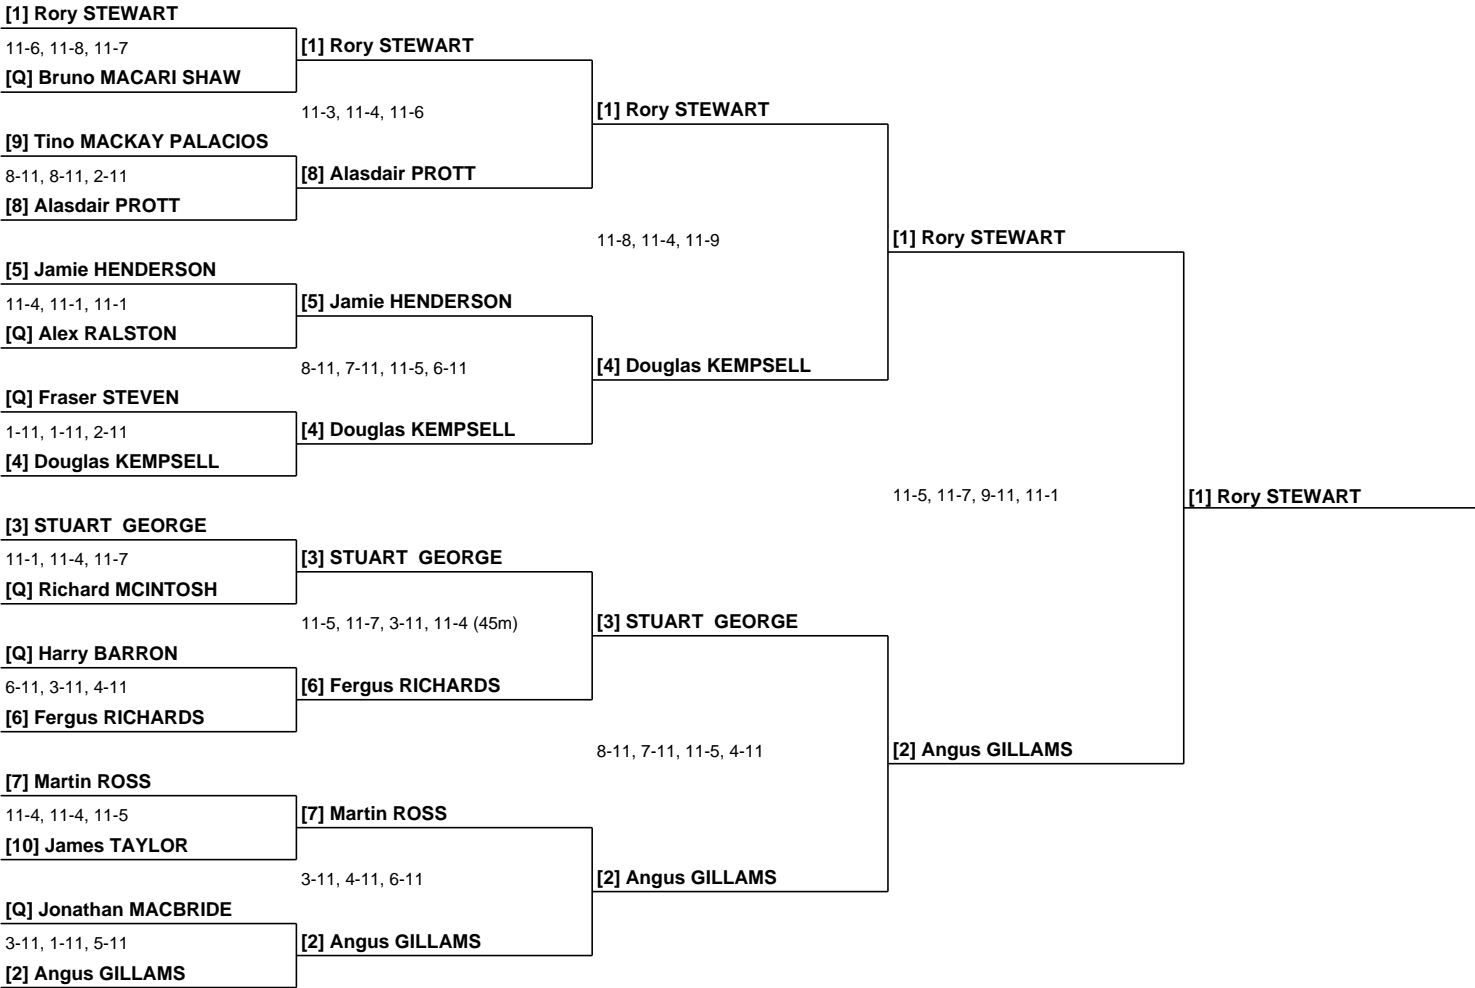 [1] Rory STEWART
11-6, 11-8, 11-7
[Q] Bruno MACARI SHAW
[9] Tino MACKAY PALACIOS
8-11, 8-11, 2-11
[8] Alasdair PROTT
[5] Jamie HENDERSON
11-4, 11-1, 11-1
[Q] Alex RALSTON
[Q] Fraser STEVEN
1-11, 1-11, 2-11
[4] Douglas KEMPSELL
[3] STUART  GEORGE
11-1, 11-4, 11-7
[Q] Richard MCINTOSH
[Q] Harry BARRON
6-11, 3-11, 4-11
[6] Fergus RICHARDS
[7] Martin ROSS
11-4, 11-4, 11-5
[10] James TAYLOR
[Q] Jonathan MACBRIDE
3-11, 1-11, 5-11
[2] Angus GILLAMS
[1] Rory STEWART
11-3, 11-4, 11-6
[8] Alasdair PROTT
[5] Jamie HENDERSON
8-11, 7-11, 11-5, 6-11
[4] Douglas KEMPSELL
[3] STUART  GEORGE
11-5, 11-7, 3-11, 11-4 (45m)
[6] Fergus RICHARDS
[7] Martin ROSS
3-11, 4-11, 6-11
[2] Angus GILLAMS
[1] Rory STEWART
11-8, 11-4, 11-9
[4] Douglas KEMPSELL
[3] STUART  GEORGE
8-11, 7-11, 11-5, 4-11
[2] Angus GILLAMS
[1] Rory STEWART
11-5, 11-7, 9-11, 11-1
[2] Angus GILLAMS
[1] Rory STEWART